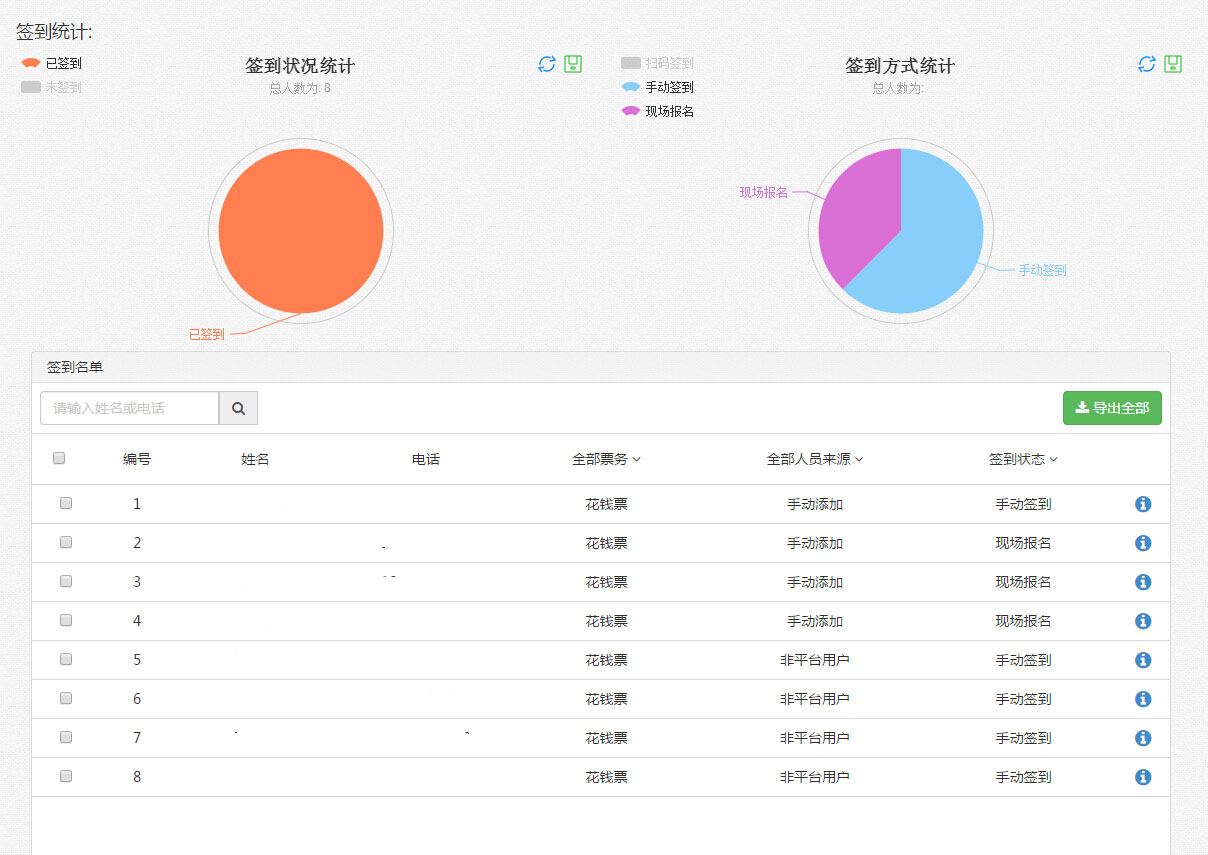 签到统计:
已签到
未签到
签到状况统计
总人数为: 8
已签到
扫码签到
手动签到
现场报名
签到方式统计
总人数为:
现场报名
手动签到
签到名单
请输入姓名或电话
导出全部
编号 姓名 电话 全部票务 全部人员来源 签到状态
1 花钱票 手动添加 手动签到
2 花钱票 手动添加 现场报名
3 花钱票 手动添加 现场报名
4 花钱票 手动添加 现场报名
5 花钱票 非平台用户 手动签到
6 花钱票 非平台用户 手动签到
7 花钱票 非平台用户 手动签到
8 花钱票 非平台用户 手动签到